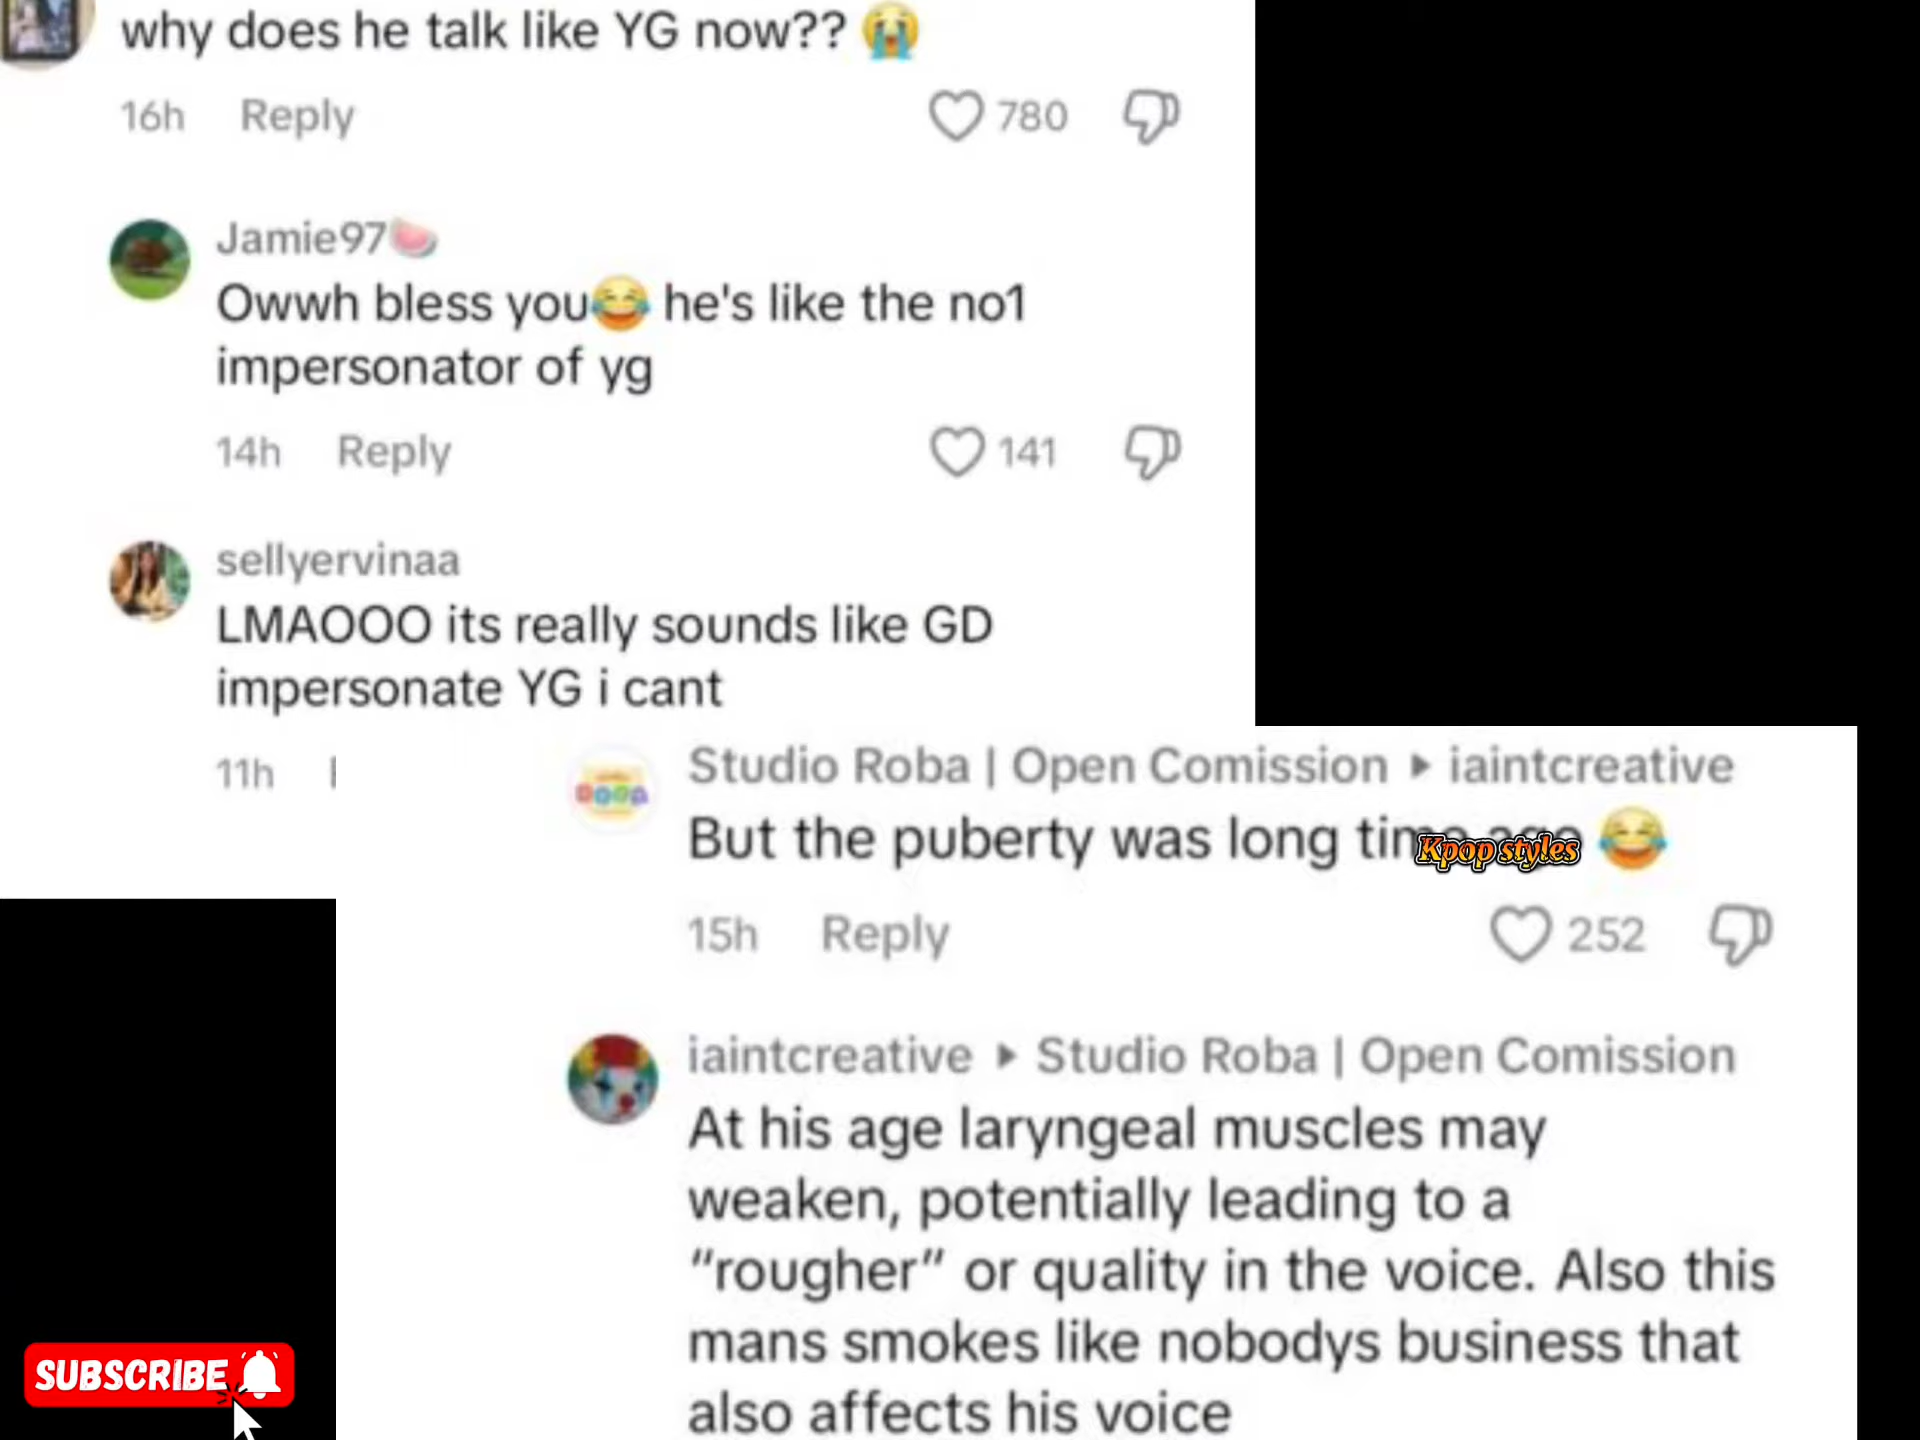 why does he talk like YG now?? 😭
16h Reply 780
Jamie97🍉
Owwh bless you😂 he's like the no1
impersonator of yg
14h Reply 141
sellyervinaa
LMAOOO its really sounds like GD
impersonate YG i cant
11h
Studio Roba | Open Comission ▸ iaintcreative
But the puberty was long time ago 😂
Kpop styles
15h Reply 252
iaintcreative ▸ Studio Roba | Open Comission
At his age laryngeal muscles may
weaken, potentially leading to a
“rougher” or quality in the voice. Also this
mans smokes like nobodys business that
also affects his voice
SUBSCRIBE